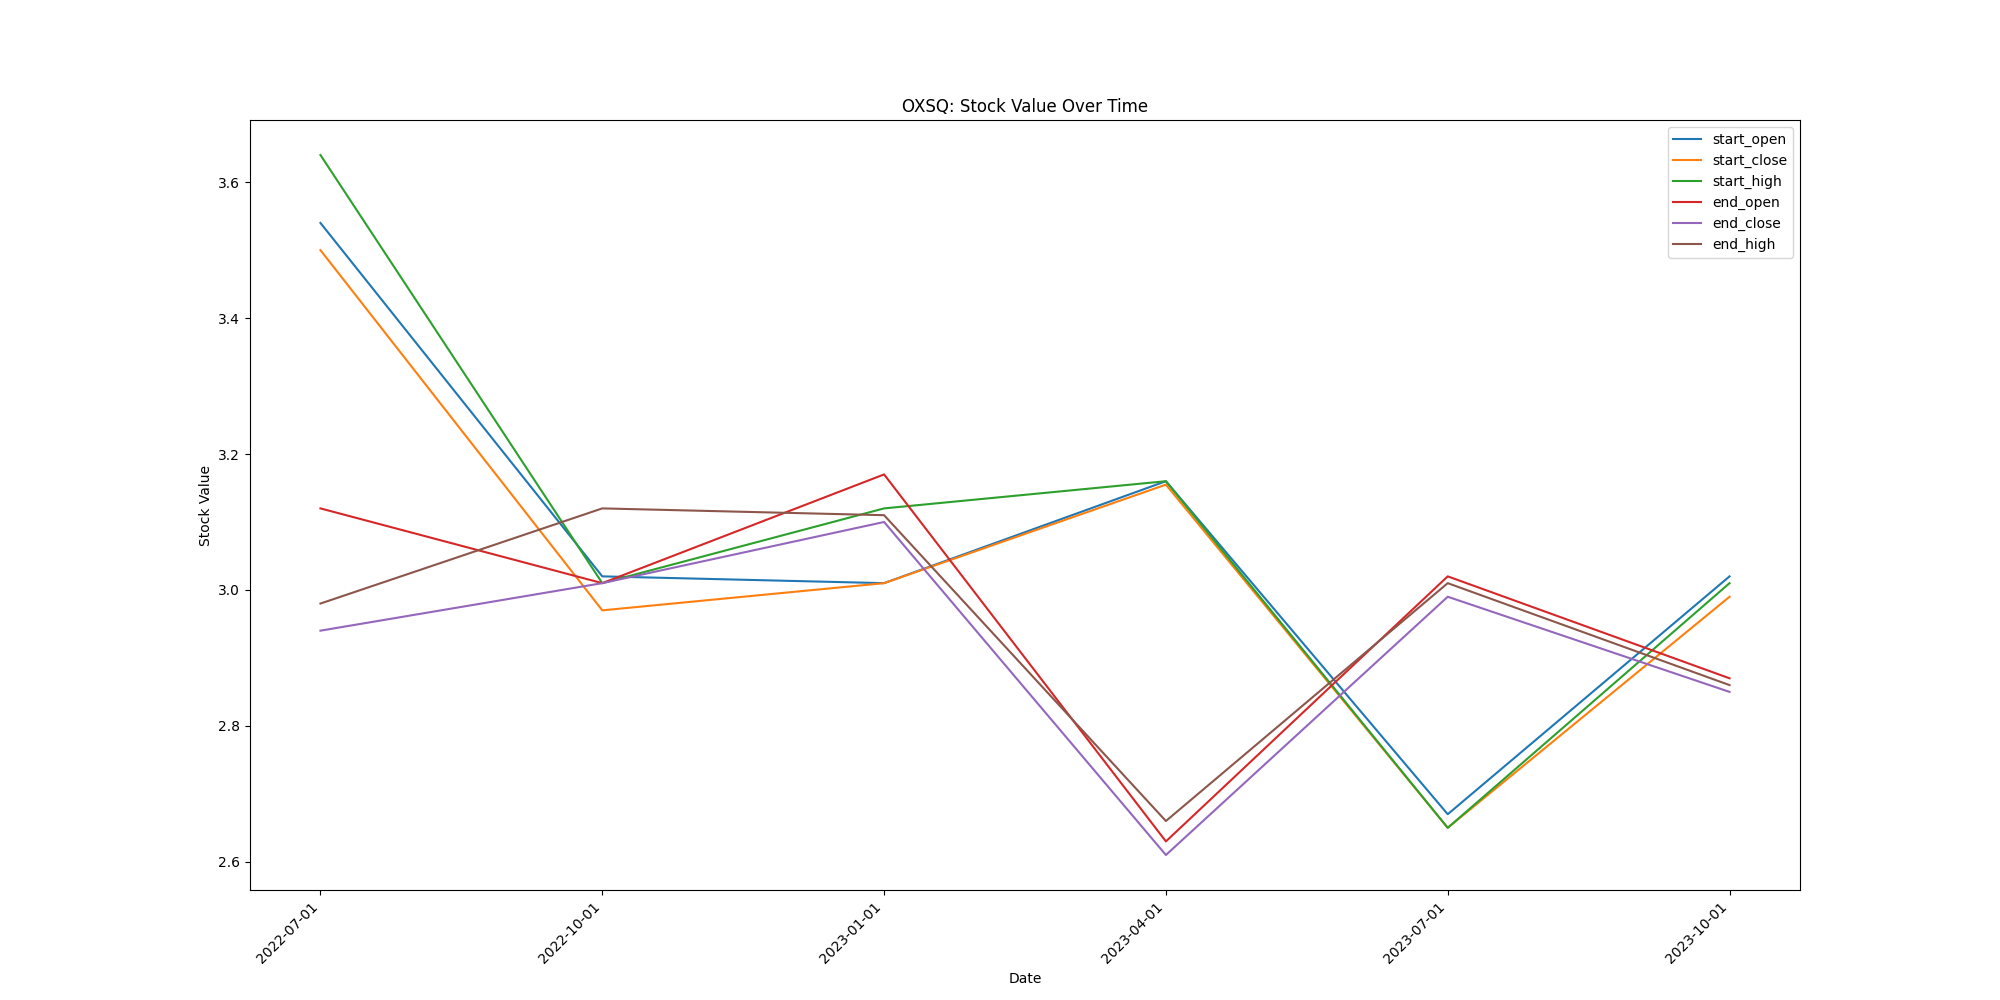 OXSQ: Stock Value Over Time
start_open
start_close
start_high
end_open
end_close
end_high
Stock Value
3.6
3.4
3.2
3.0
2.8
2.6
2022-07-01
2022-10-01
2023-01-01
2023-04-01
2023-07-01
2023-10-01
Date